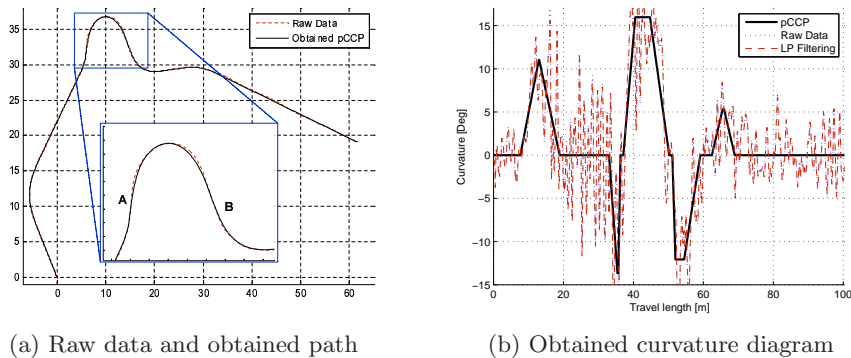 Raw Data
Obtained pCCP
35
30
25
20
15
10
5
0
A
B
0
10
20
30
40
50
60
(a) Raw data and obtained path
pCCP
Raw Data
LP Filtering
Curvature [Deg]
15
10
5
0
−5
−10
−15
0
20
40
60
80
100
Travel length [m]
(b) Obtained curvature diagram